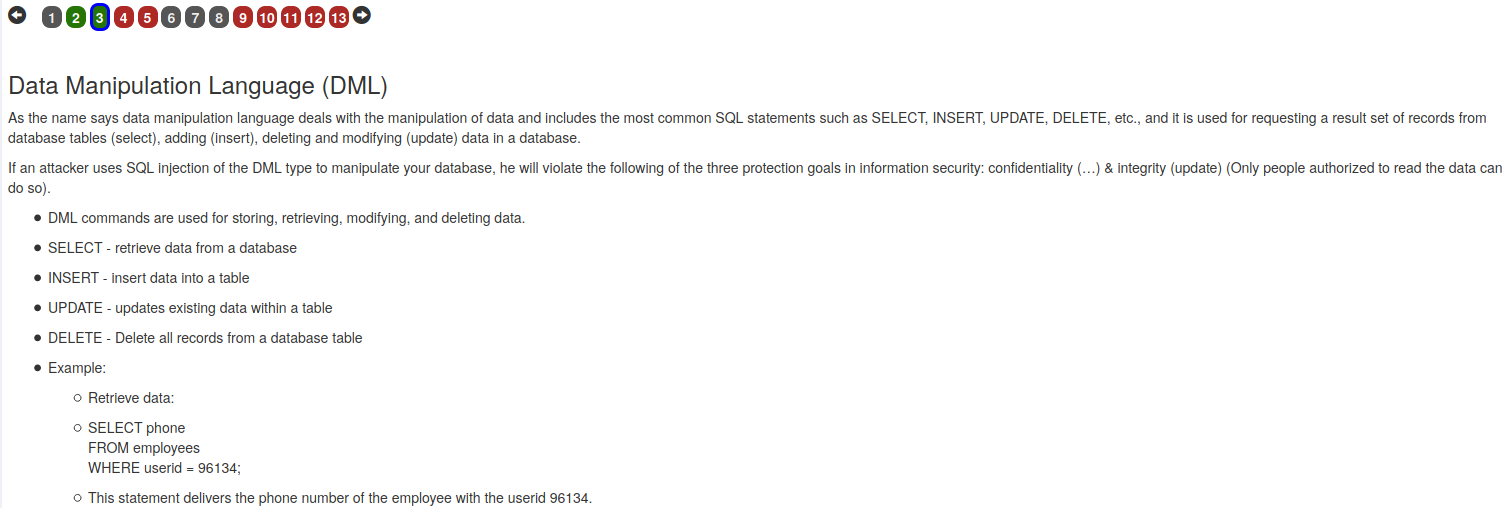 1 2 3 4 5 6 7 8 9 10 11 12 13
Data Manipulation Language (DML)
As the name says data manipulation language deals with the manipulation of data and includes the most common SQL statements such as SELECT, INSERT, UPDATE, DELETE, etc., and it is used for requesting a result set of records from
database tables (select), adding (insert), deleting and modifying (update) data in a database.
If an attacker uses SQL injection of the DML type to manipulate your database, he will violate the following of the three protection goals in information security: confidentiality (…) & integrity (update) (Only people authorized to read the data can
do so).
• DML commands are used for storing, retrieving, modifying, and deleting data.
• SELECT - retrieve data from a database
• INSERT - insert data into a table
• UPDATE - updates existing data within a table
• DELETE - Delete all records from a database table
• Example:
○ Retrieve data:
○ SELECT phone
FROM employees
WHERE userid = 96134;
○ This statement delivers the phone number of the employee with the userid 96134.